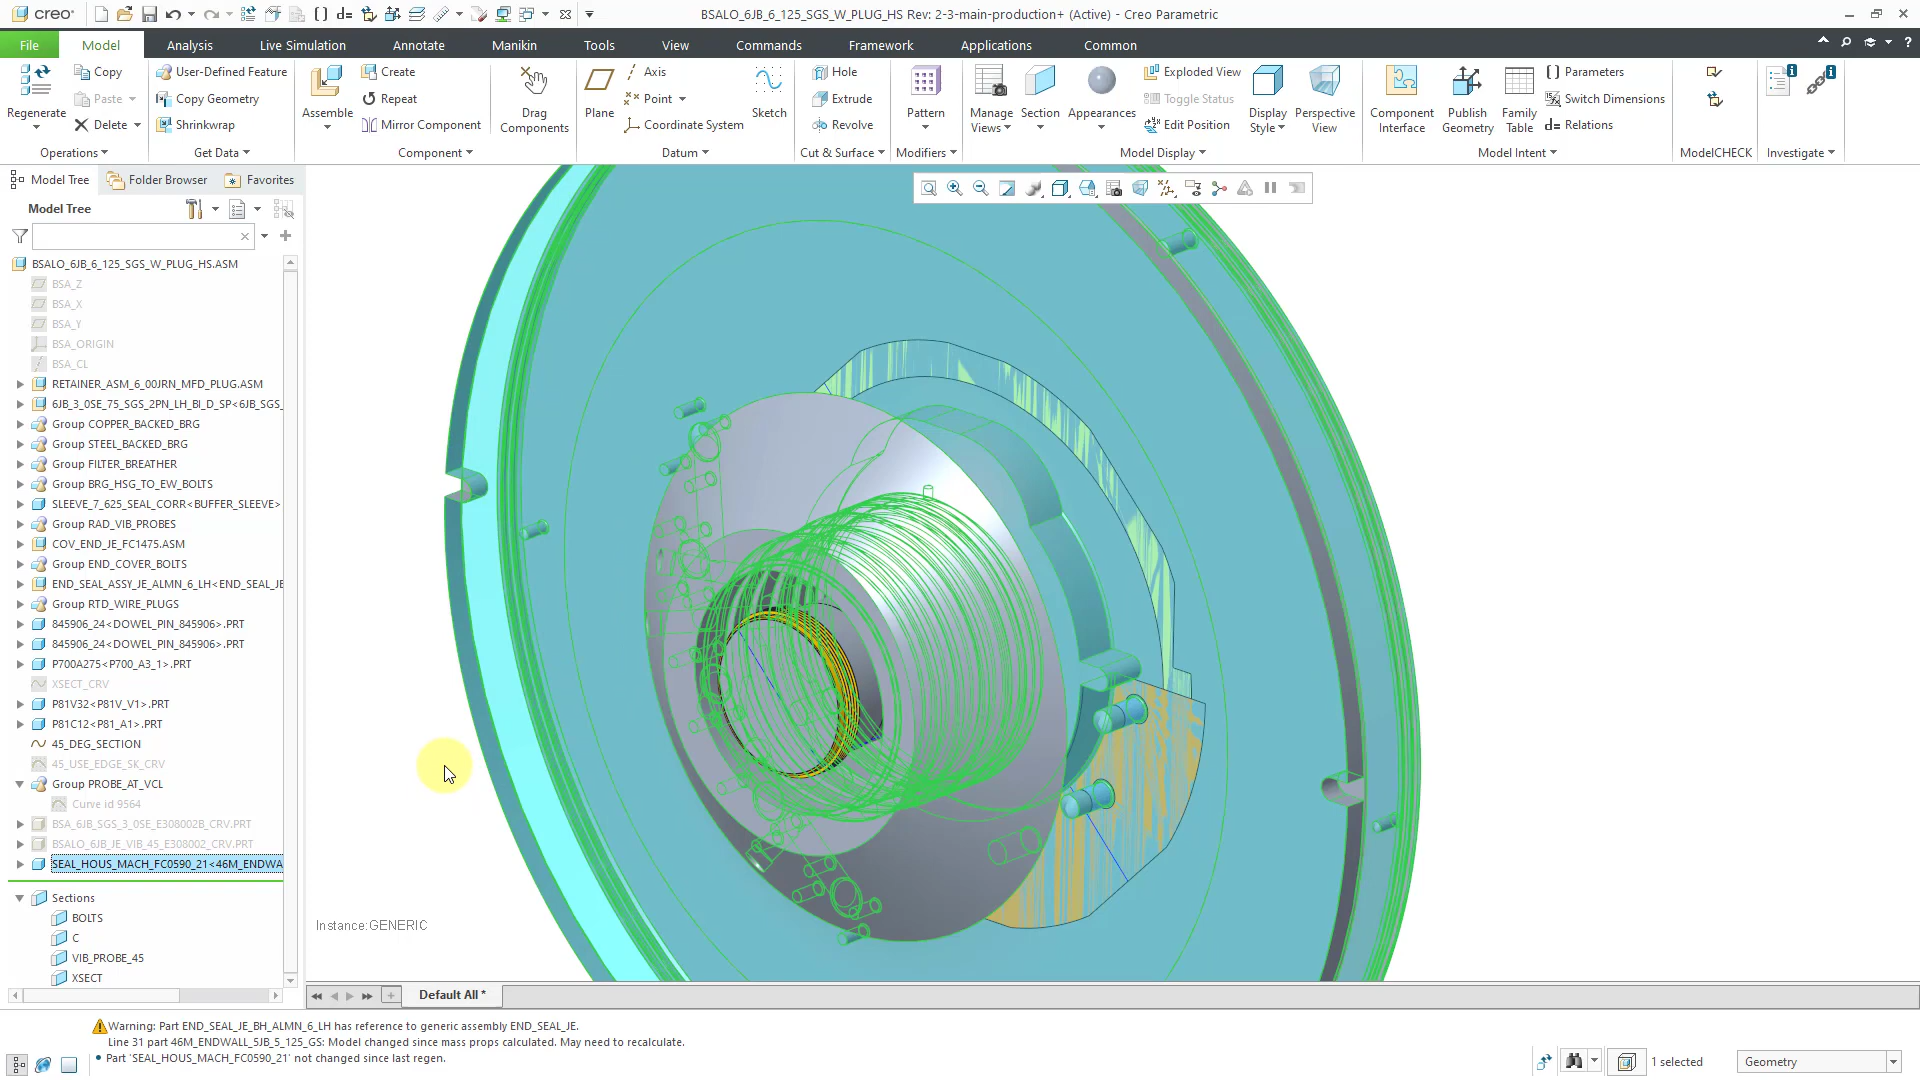 creo
BSALO_6JB_6_125_SGS_W_PLUG_HS Rev: 2-3-main-production+ (Active) - Creo Parametric
File
Model
Analysis
Live Simulation
Annotate
Manikin
Tools
View
Commands
Framework
Applications
Common
Regenerate
Copy
Paste
Delete
Operations
User-Defined Feature
Copy Geometry
Shrinkwrap
Get Data
Assemble
Create
Repeat
Mirror Component
Component
Drag
Components
Plane
Axis
Point
Coordinate System
Sketch
Datum
Hole
Extrude
Revolve
Cut & Surface
Pattern
Modifiers
Manage
Views
Section
Appearances
Exploded View
Toggle Status
Edit Position
Display
Style
Perspective
View
Model Display
Component
Interface
Publish
Geometry
Family
Table
Parameters
Switch Dimensions
Relations
Model Intent
ModelCHECK
Investigate
Model Tree
Folder Browser
Favorites
Model Tree
BSALO_6JB_6_125_SGS_W_PLUG_HS.ASM
BSA_Z
BSA_X
BSA_Y
BSA_ORIGIN
BSA_CL
RETAINER_ASM_6_00JRN_MFD_PLUG.ASM
6JB_3_0SE_75_SGS_2PN_LH_BI_D_SP<6JB_SGS_
Group COPPER_BACKED_BRG
Group STEEL_BACKED_BRG
Group FILTER_BREATHER
Group BRG_HSG_TO_EW_BOLTS
SLEEVE_7_625_SEAL_CORR<BUFFER_SLEEVE>
Group RAD_VIB_PROBES
COV_END_JE_FC1475.ASM
Group END_COVER_BOLTS
END_SEAL_ASSY_JE_ALMN_6_LH<END_SEAL_JE
Group RTD_WIRE_PLUGS
845906_24<DOWEL_PIN_845906>.PRT
845906_24<DOWEL_PIN_845906>.PRT
P700A275<P700_A3_1>.PRT
XSECT_CRV
P81V32<P81V_V1>.PRT
P81C12<P81_A1>.PRT
45_DEG_SECTION
45_USE_EDGE_SK_CRV
Group PROBE_AT_VCL
Curve id 9564
BSA_6JB_SGS_3_0SE_E308002B_CRV.PRT
BSALO_6JB_JE_VIB_45_E308002_CRV.PRT
SEAL_HOUS_MACH_FC0590_21<46M_ENDWA
Sections
BOLTS
C
VIB_PROBE_45
XSECT
Instance:GENERIC
Default All *
Warning: Part END_SEAL_JE_BH_ALMN_6_LH has reference to generic assembly END_SEAL_JE.
Line 31 part 46M_ENDWALL_5JB_5_125_GS: Model changed since mass props calculated. May need to recalculate.
• Part 'SEAL_HOUS_MACH_FC0590_21' not changed since last regen.
1 selected
Geometry